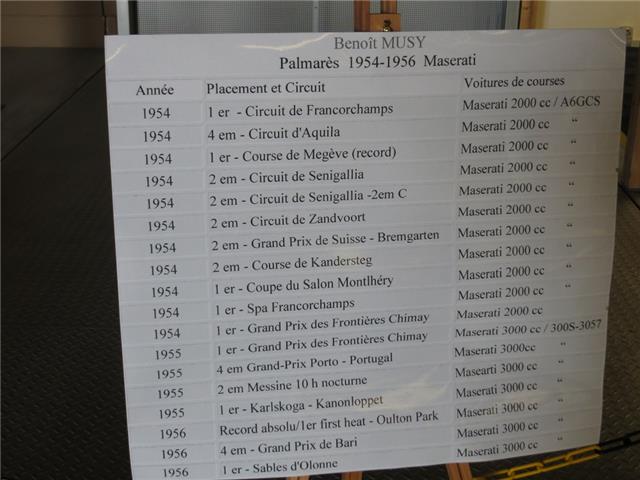 Benoît MUSY
Palmarès 1954-1956 Maserati
Année Placement et Circuit Voitures de courses
1954 1 er - Circuit de Francorchamps Maserati 2000 cc / A6GCS
1954 4 em - Circuit d'Aquila Maserati 2000 cc “
1954 1 er - Course de Megève (record) Maserati 2000 cc “
1954 2 em - Circuit de Senigallia Maserati 2000 cc “
1954 2 em - Circuit de Senigallia -2em C Maserati 2000 cc “
1954 2 em - Circuit de Zandvoort Maserati 2000 cc “
1954 2 em - Grand Prix de Suisse - Bremgarten Maserati 2000 cc “
1954 2 em - Course de Kandersteg Maserati 2000 cc “
1954 1 er - Coupe du Salon Montlhéry Maserati 2000 cc “
1954 1 er - Spa Francorchamps Maserati 2000 cc
1954 1 er - Grand Prix des Frontières Chimay Maserati 2000 cc
1955 1 er - Grand Prix des Frontières Chimay Maserati 3000 cc / 300S-3057
1955 4 em Grand-Prix Porto - Portugal Maserati 3000cc “
1955 2 em Messine 10 h nocturne Mesearti 3000 cc “
1955 1 er - Karlskoga - Kanonloppet Maserati 3000 cc “
1956 Record absolu/1er first heat - Oulton Park Maserati 3000 cc “
1956 4 em - Grand Prix de Bari Maserati 3000 cc “
1956 1 er - Sables d'Olonne Maserati 3000 cc “